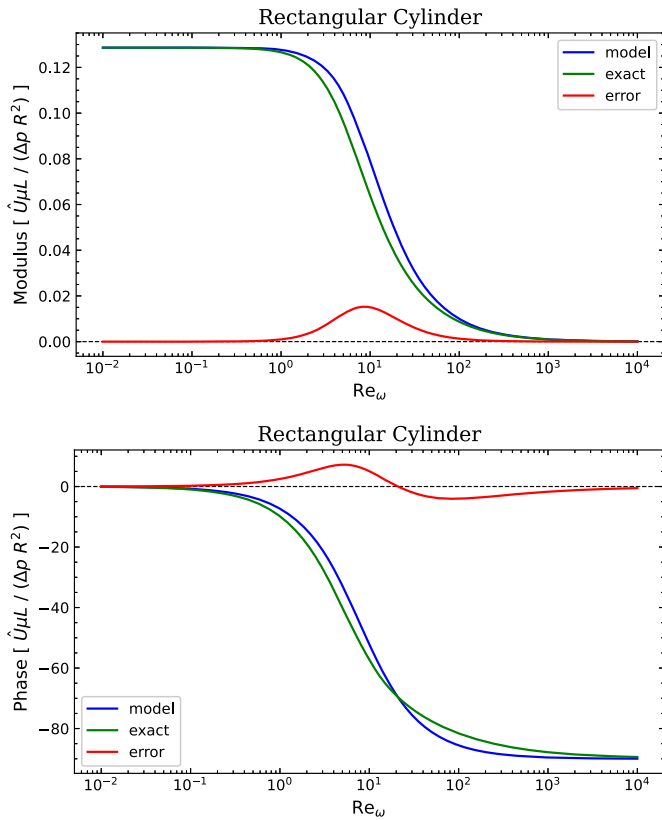 Rectangular Cylinder
Modulus [ Û𝜇L / (Δp R²) ]
0.12
0.10
0.08
0.06
0.04
0.02
0.00
model
exact
error
10⁻² 10⁻¹ 10⁰ 10¹ 10² 10³ 10⁴
Re_ω
Rectangular Cylinder
Phase [ Û𝜇L / (Δp R²) ]
0
−20
−40
−60
−80
model
exact
error
10⁻² 10⁻¹ 10⁰ 10¹ 10² 10³ 10⁴
Re_ω